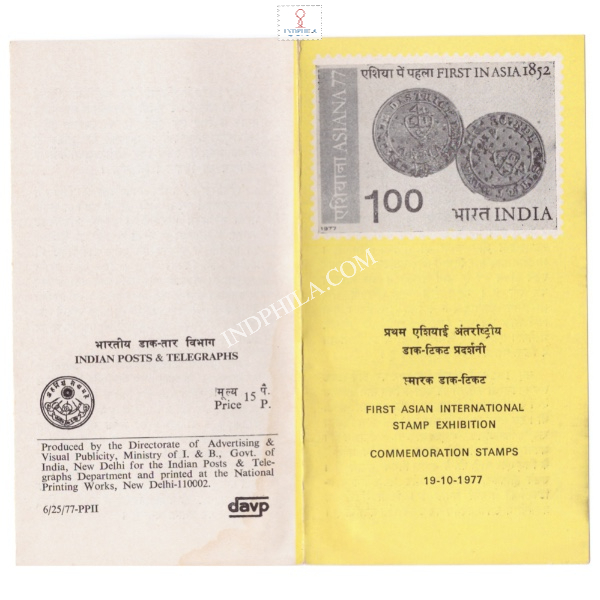 INDPHILA
एशिया में पहला FIRST IN ASIA 1852
एशियाना ASIANA 77
1.00
भारत INDIA
1977
INDPHILA.COM
भारतीय डाक-तार विभाग
INDIAN POSTS & TELEGRAPHS
मूल्य 15 पै.
Price 15 P.
Produced by the Directorate of Advertising &
Visual Publicity, Ministry of I. & B., Govt. of
India, New Delhi for the Indian Posts & Tele-
graphs Department and printed at the National
Printing Works, New Delhi-110002.
6/25/77-PPII
davp
प्रथम एशियाई अंतर्राष्ट्रीय
डाक-टिकट प्रदर्शनी
स्मारक डाक-टिकट
FIRST ASIAN INTERNATIONAL
STAMP EXHIBITION
COMMEMORATION STAMPS
19-10-1977